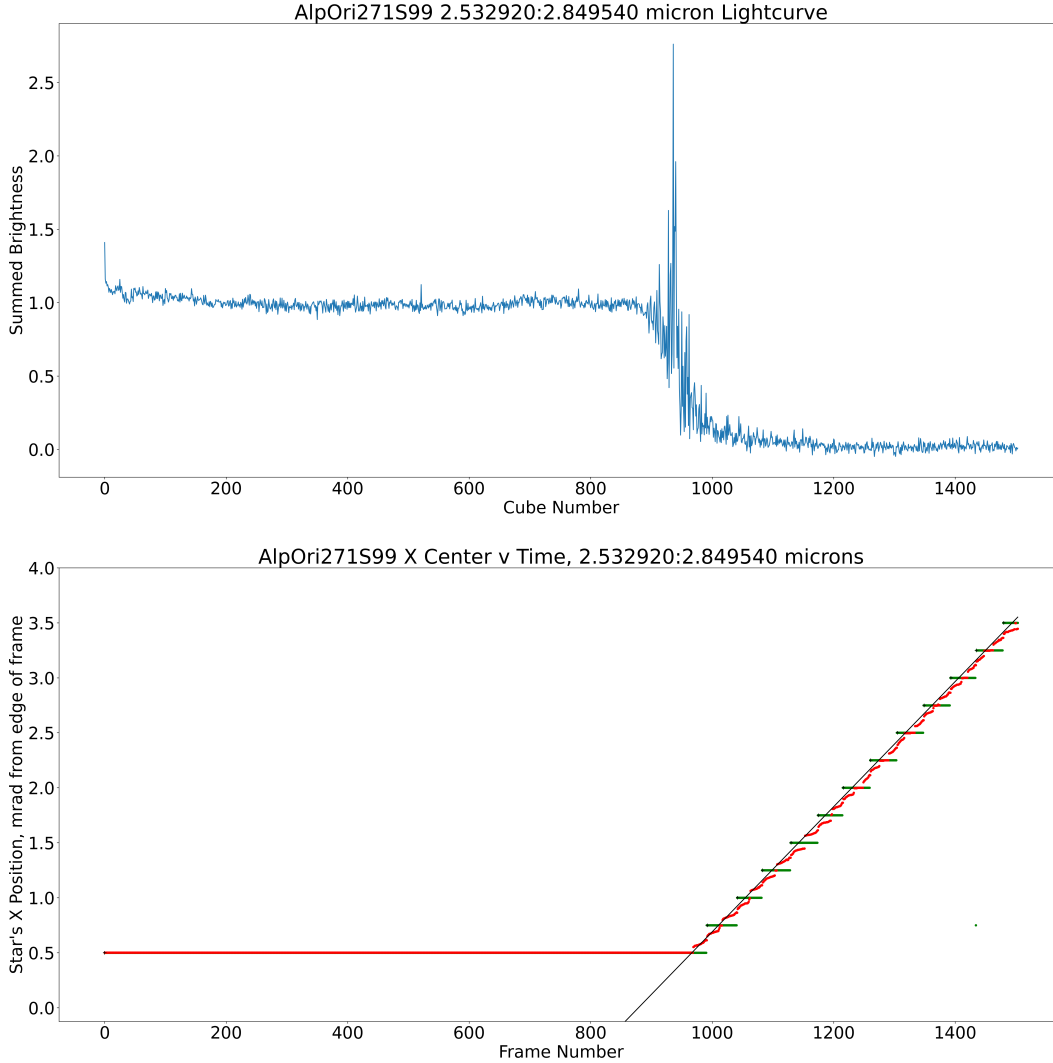 AlpOri271S99 2.532920:2.849540 micron Lightcurve
Summed Brightness
2.5
2.0
1.5
1.0
0.5
0.0
0 200 400 600 800 1000 1200 1400
Cube Number
AlpOri271S99 X Center v Time, 2.532920:2.849540 microns
Star's X Position, mrad from edge of frame
4.0
3.5
3.0
2.5
2.0
1.5
1.0
0.5
0.0
0 200 400 600 800 1000 1200 1400
Frame Number